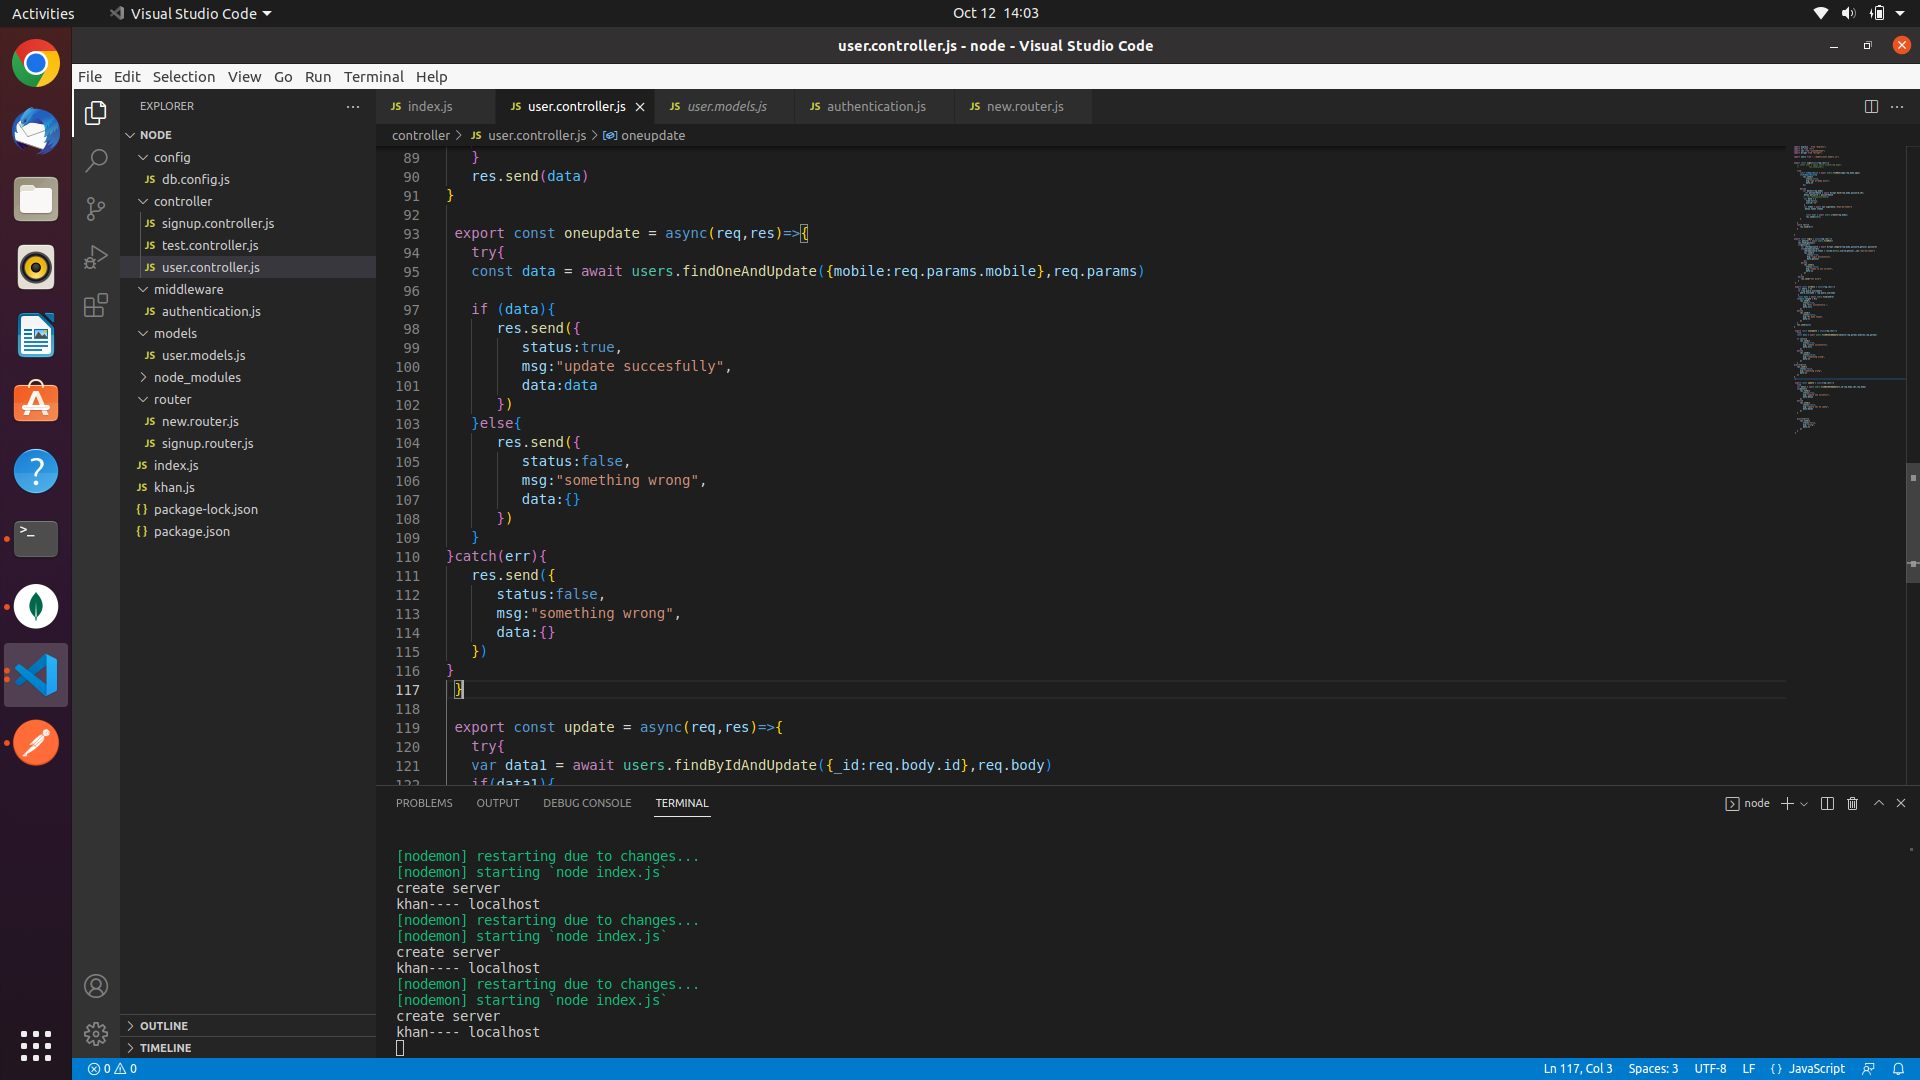 Activities
Visual Studio Code
Oct 12 14:03
user.controller.js - node - Visual Studio Code
File Edit Selection View Go Run Terminal Help
EXPLORER
NODE
config
JS db.config.js
controller
JS signup.controller.js
JS test.controller.js
JS user.controller.js
middleware
JS authentication.js
models
JS user.models.js
node_modules
router
JS new.router.js
JS signup.router.js
JS index.js
JS khan.js
{} package-lock.json
{} package.json
OUTLINE
TIMELINE
JS index.js
JS user.controller.js
JS user.models.js
JS authentication.js
JS new.router.js
controller > JS user.controller.js > oneupdate
89 }
90 res.send(data)
91 }
92
93 export const oneupdate = async(req,res)=>{
94 try{
95 const data = await users.findOneAndUpdate({mobile:req.params.mobile},req.params)
96
97 if (data){
98 res.send({
99 status:true,
100 msg:"update succesfully",
101 data:data
102 })
103 }else{
104 res.send({
105 status:false,
106 msg:"something wrong",
107 data:{}
108 })
109 }
110 }catch(err){
111 res.send({
112 status:false,
113 msg:"something wrong",
114 data:{}
115 })
116 }
117 }
118
119 export const update = async(req,res)=>{
120 try{
121 var data1 = await users.findByIdAndUpdate({_id:req.body.id},req.body)
122 if(data1){
PROBLEMS OUTPUT DEBUG CONSOLE TERMINAL
node
[nodemon] restarting due to changes...
[nodemon] starting `node index.js`
create server
khan---- localhost
[nodemon] restarting due to changes...
[nodemon] starting `node index.js`
create server
khan---- localhost
[nodemon] restarting due to changes...
[nodemon] starting `node index.js`
create server
khan---- localhost
0 0
Ln 117, Col 3 Spaces: 3 UTF-8 LF {} JavaScript